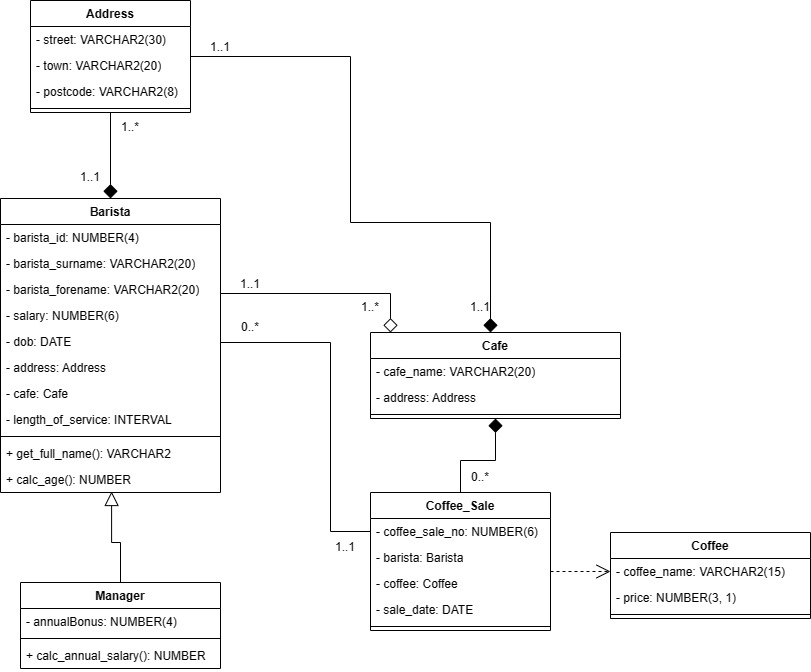 Address
- street: VARCHAR2(30)
- town: VARCHAR2(20)
- postcode: VARCHAR2(8)
1..1
1..*
1..1
Barista
- barista_id: NUMBER(4)
- barista_surname: VARCHAR2(20)
- barista_forename: VARCHAR2(20)
- salary: NUMBER(6)
- dob: DATE
- address: Address
- cafe: Cafe
- length_of_service: INTERVAL
+ get_full_name(): VARCHAR2
+ calc_age(): NUMBER
1..1
1..*
1..1
0..*
Cafe
- cafe_name: VARCHAR2(20)
- address: Address
0..*
1..1
Coffee_Sale
- coffee_sale_no: NUMBER(6)
- barista: Barista
- coffee: Coffee
- sale_date: DATE
Coffee
- coffee_name: VARCHAR2(15)
- price: NUMBER(3, 1)
Manager
- annualBonus: NUMBER(4)
+ calc_annual_salary(): NUMBER